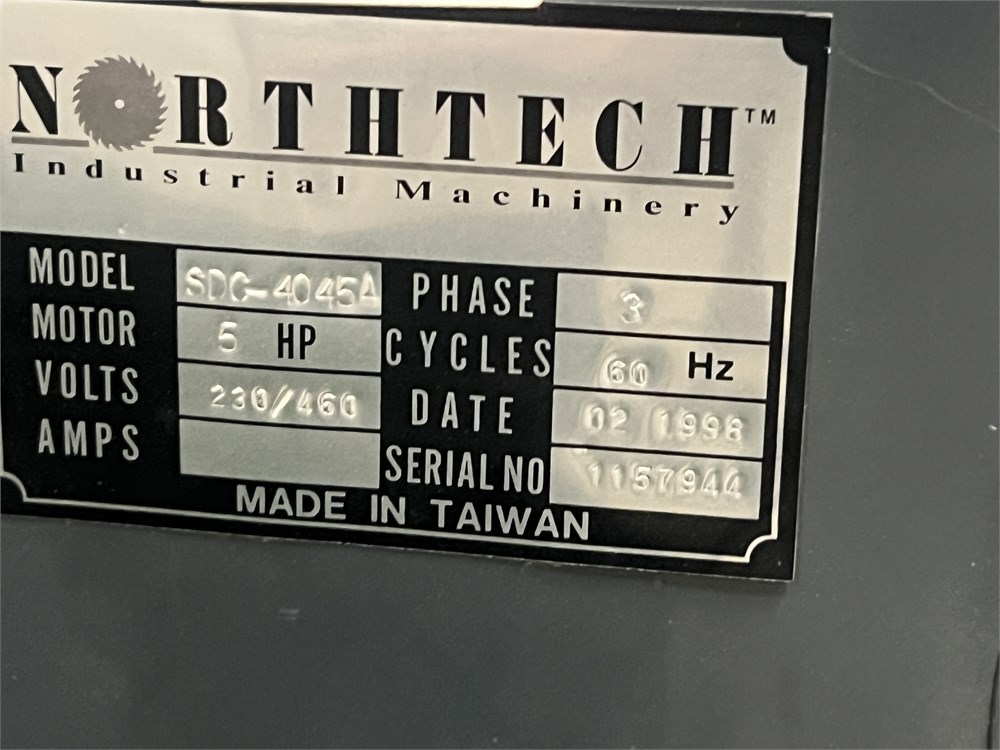 NORTHTECH™
Industrial Machinery
MODEL SDC-4045A PHASE 3
MOTOR 5 HP CYCLES 60 Hz
VOLTS 230/460 DATE 02 1998
AMPS SERIAL NO 1157944
MADE IN TAIWAN